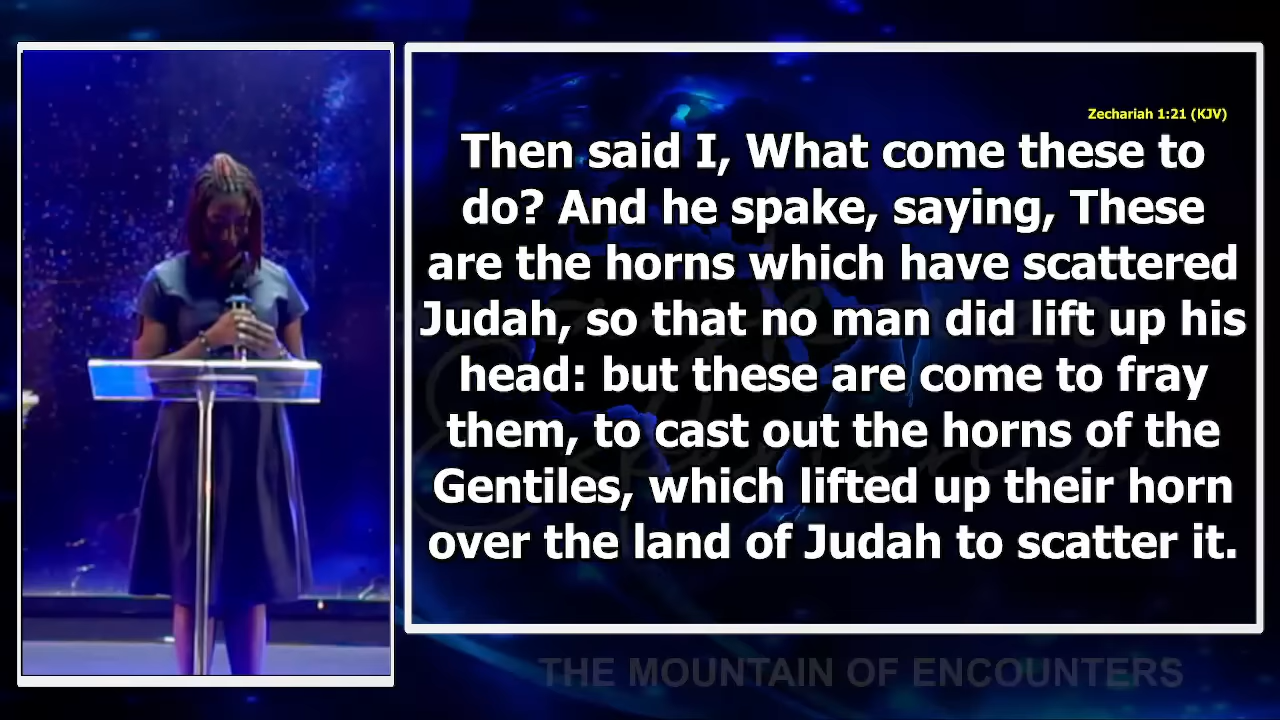 Zechariah 1:21 (KJV)
Then said I, What come these to
do? And he spake, saying, These
are the horns which have scattered
Judah, so that no man did lift up his
head: but these are come to fray
them, to cast out the horns of the
Gentiles, which lifted up their horn
over the land of Judah to scatter it.
THE MOUNTAIN OF ENCOUNTERS